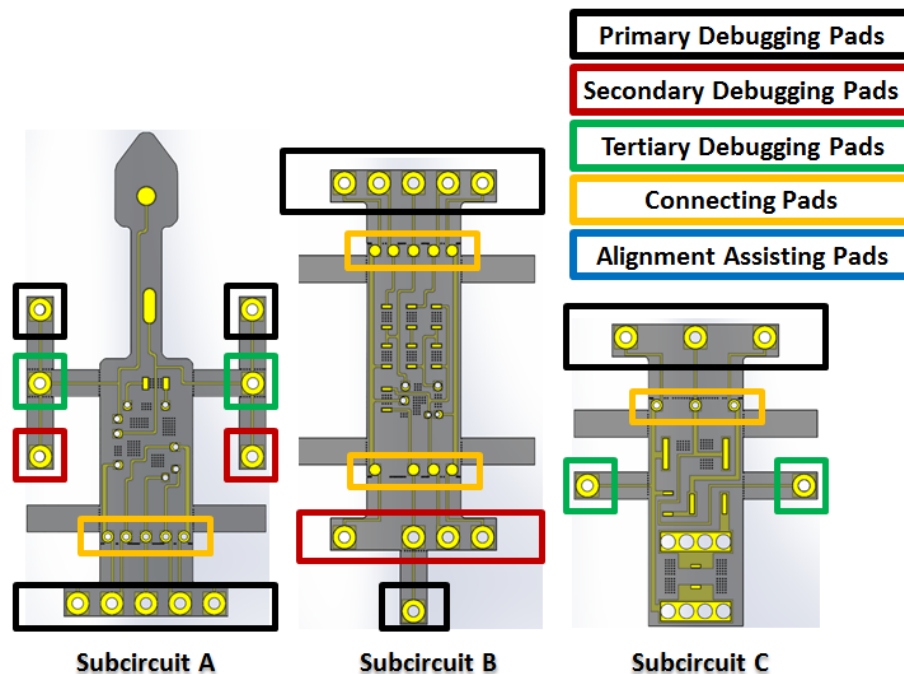 Primary Debugging Pads
Secondary Debugging Pads
Tertiary Debugging Pads
Connecting Pads
Alignment Assisting Pads
Subcircuit A
Subcircuit B
Subcircuit C